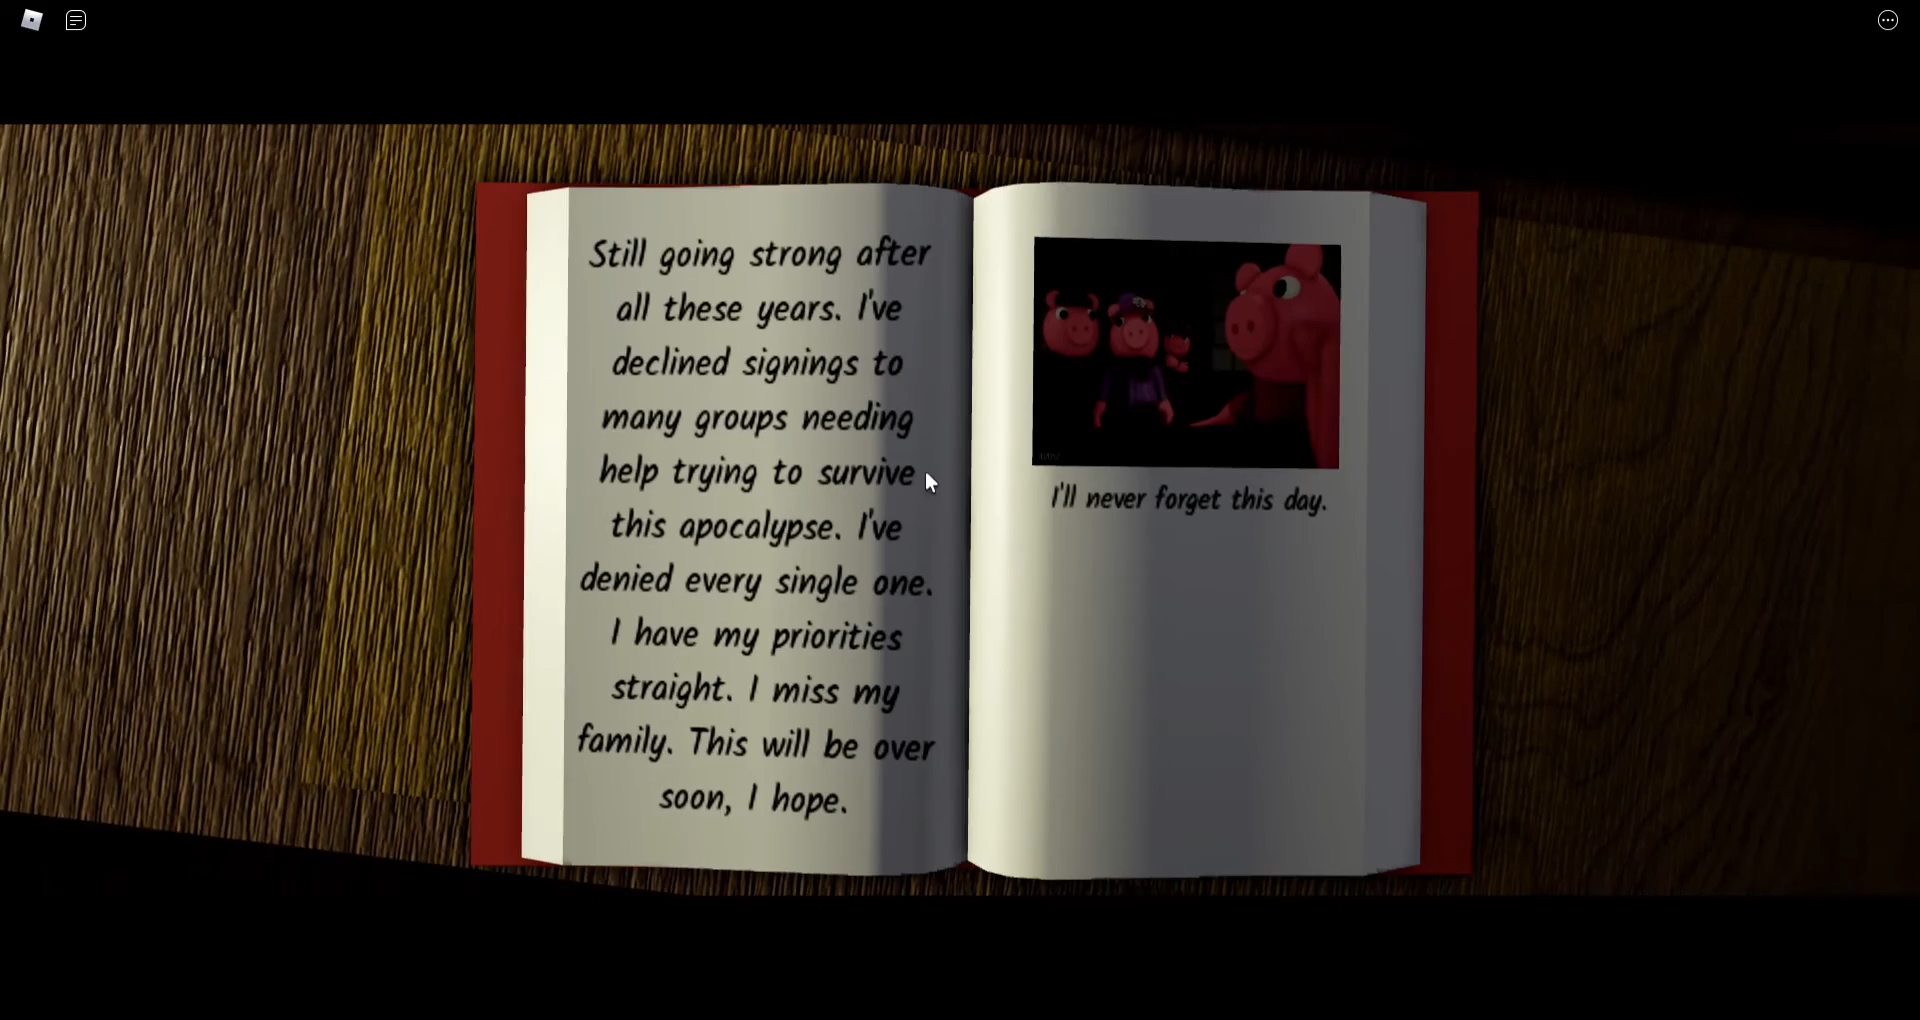 Still going strong after
all these years. I've
declined signings to
many groups needing
help trying to survive
this apocalypse. I've
denied every single one.
I have my priorities
straight. I miss my
family. This will be over
soon, I hope.
I'll never forget this day.